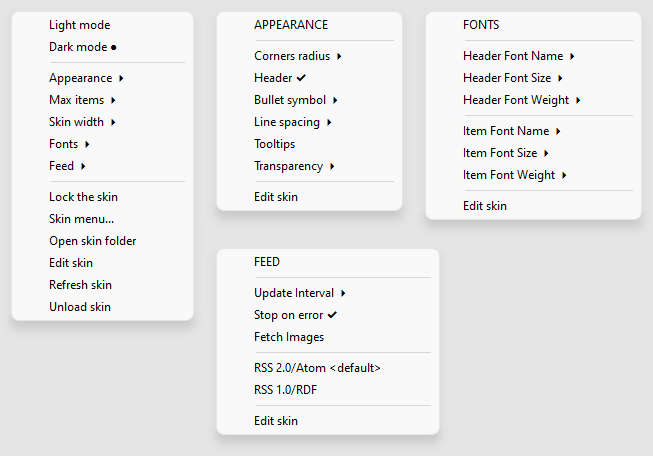 Light mode
Dark mode ●
Appearance
Max items
Skin width
Fonts
Feed
Lock the skin
Skin menu...
Open skin folder
Edit skin
Refresh skin
Unload skin
APPEARANCE
Corners radius
Header ✓
Bullet symbol
Line spacing
Tooltips
Transparency
Edit skin
FONTS
Header Font Name
Header Font Size
Header Font Weight
Item Font Name
Item Font Size
Item Font Weight
Edit skin
FEED
Update Interval
Stop on error ✓
Fetch Images
RSS 2.0/Atom <default>
RSS 1.0/RDF
Edit skin